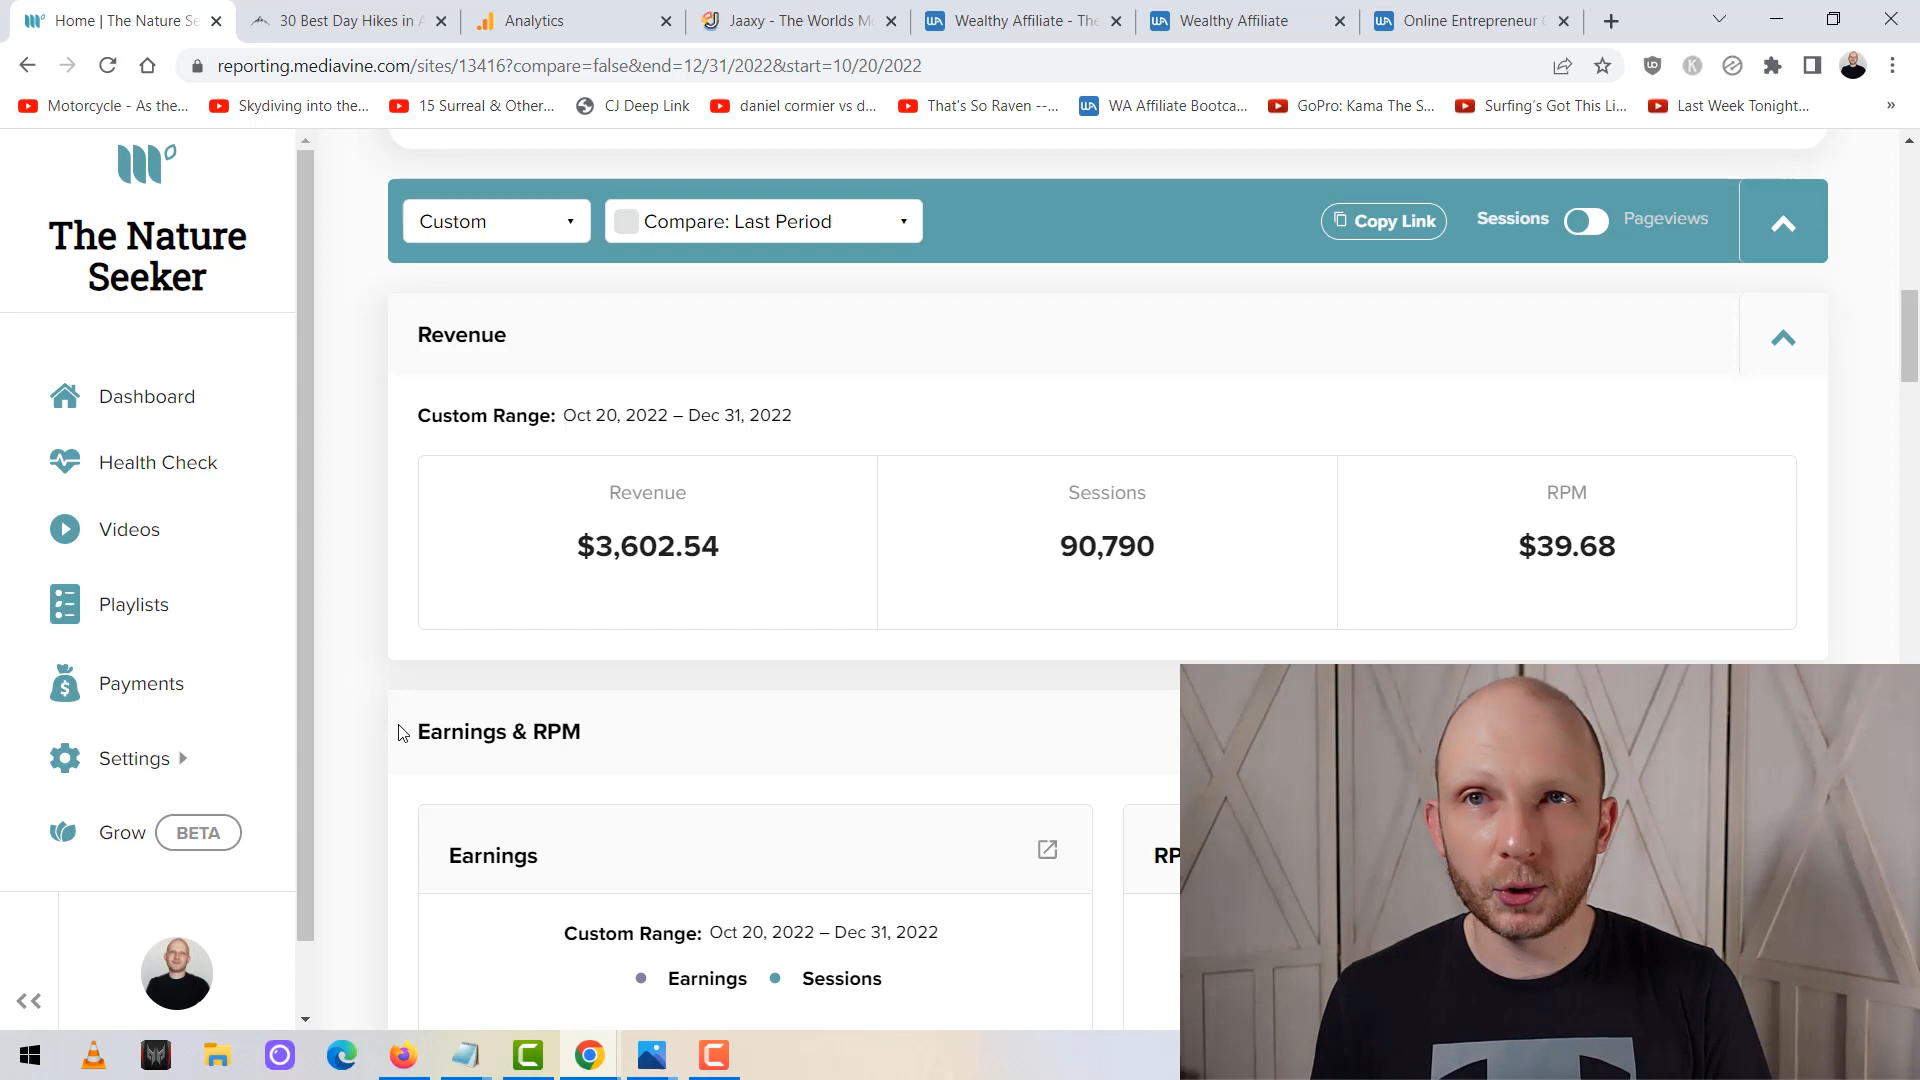 Home | The Nature Se
30 Best Day Hikes in A
Analytics
Jaaxy - The Worlds Mo
WA Wealthy Affiliate - The
WA Wealthy Affiliate
WA Online Entrepreneur C
reporting.mediavine.com/sites/13416?compare=false&end=12/31/2022&start=10/20/2022
Motorcycle - As the...
Skydiving into the...
15 Surreal & Other...
CJ Deep Link
daniel cormier vs d...
That's So Raven --...
WA WA Affiliate Bootca...
GoPro: Kama The S...
Surfing's Got This Li...
Last Week Tonight...
The Nature
Seeker
Dashboard
Health Check
Videos
Playlists
Payments
Settings
Grow BETA
Custom
Compare: Last Period
Copy Link
Sessions
Pageviews
Revenue
Custom Range: Oct 20, 2022 – Dec 31, 2022
Revenue
$3,602.54
Sessions
90,790
RPM
$39.68
Earnings & RPM
Earnings
RP
Custom Range: Oct 20, 2022 – Dec 31, 2022
Earnings
Sessions